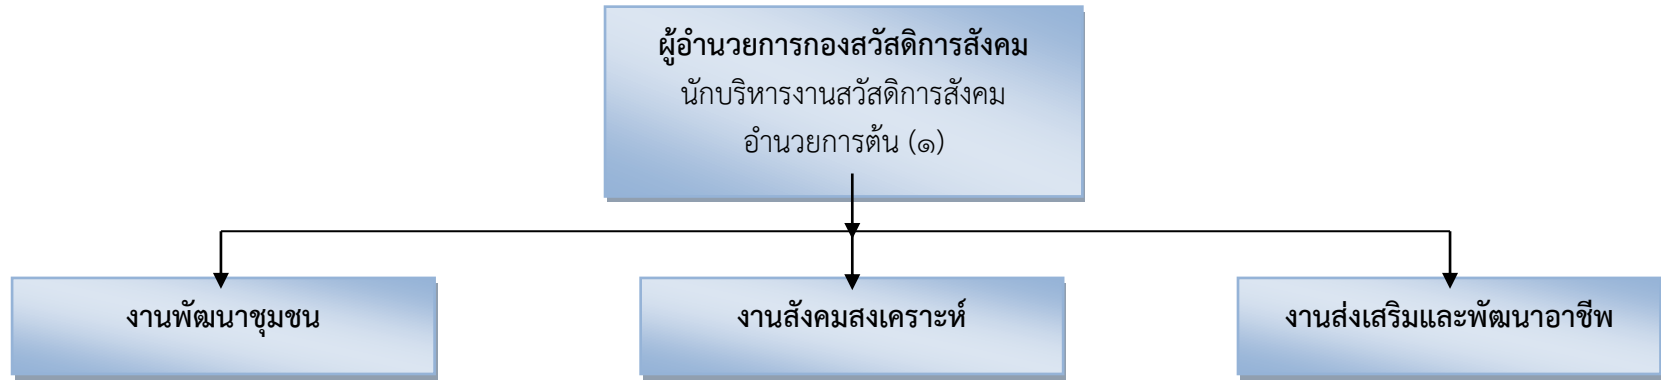 ผู้อำนวยการกองสวัสดิการสังคม
นักบริหารงานสวัสดิการสังคม
อำนวยการต้น (๑)
งานพัฒนาชุมชน
งานสังคมสงเคราะห์
งานส่งเสริมและพัฒนาอาชีพ